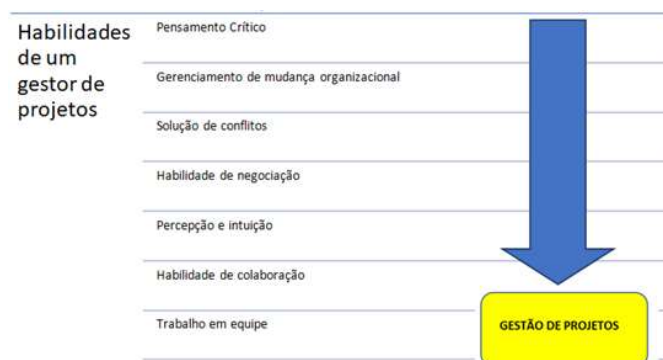 Habilidades
de um
gestor de
projetos
Pensamento Crítico
Gerenciamento de mudança organizacional
Solução de conflitos
Habilidade de negociação
Percepção e intuição
Habilidade de colaboração
Trabalho em equipe
GESTÃO DE PROJETOS